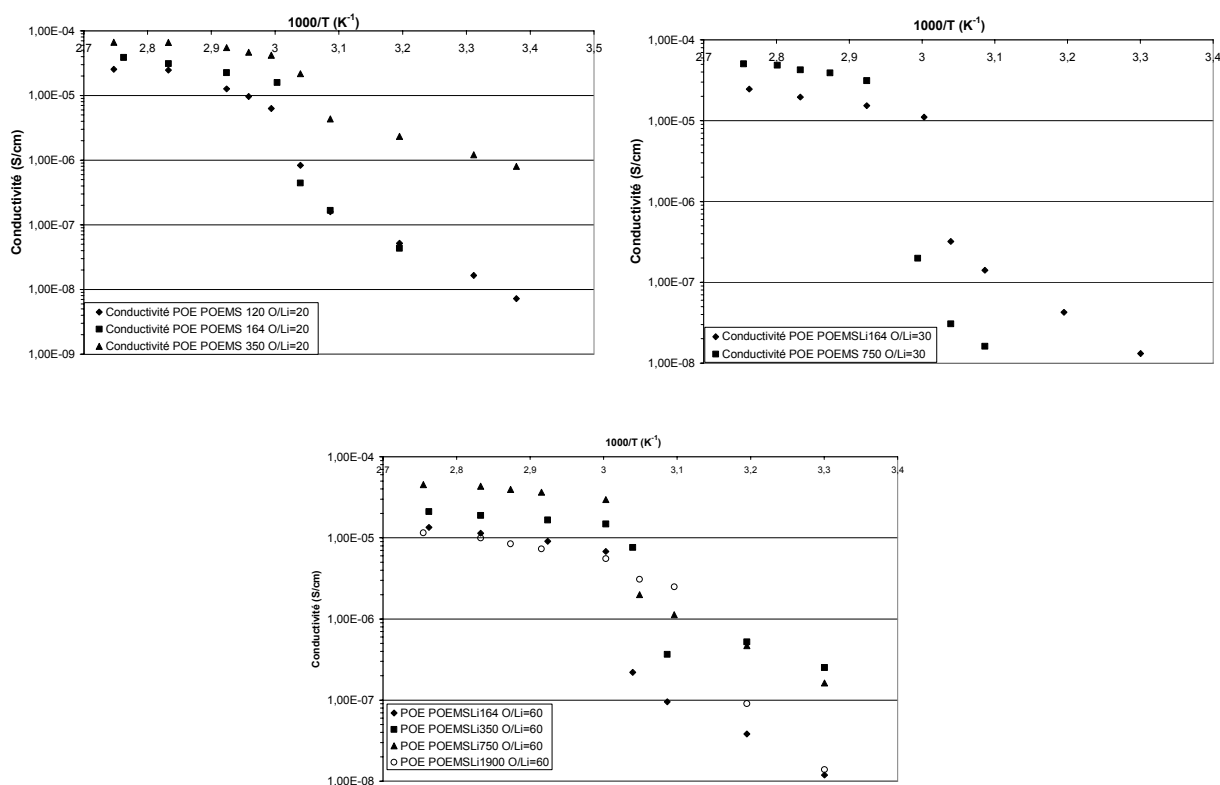 1000/T (K-1)
1,00E-04
2,7 2,8 2,9 3 3,1 3,2 3,3 3,4 3,5
1,00E-05
1,00E-06
1,00E-07
1,00E-08
1,00E-09
Conductivité (S/cm)
Conductivité POE POEMS 120 O/Li=20
Conductivité POE POEMS 164 O/Li=20
Conductivité POE POEMS 350 O/Li=20
1000/T (K-1)
1,00E-04
2,7 2,8 2,9 3,0 3,1 3,2 3,3 3,4
1,00E-05
1,00E-06
1,00E-07
1,00E-08
Conductivité (S/cm)
Conductivité POE POEMSLi164 O/Li=30
Conductivité POE POEMS 750 O/Li=30
1000/T (K-1)
1,00E-04
2,7 2,8 2,9 3 3,1 3,2 3,3 3,4
1,00E-05
1,00E-06
1,00E-07
1,00E-08
Conductivité (S/cm)
POE POEMSLi164 O/Li=60
POE POEMSLi350 O/Li=60
POE POEMSLi750 O/Li=60
POE POEMSLi1900 O/Li=60